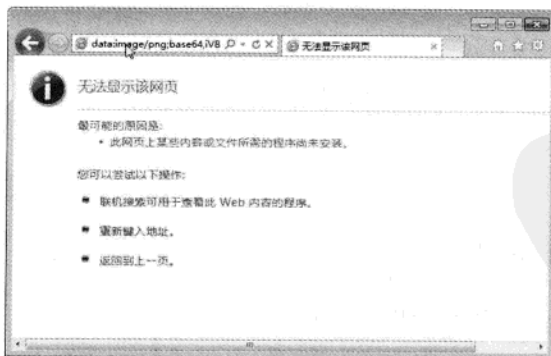 data:image/png;base64,iVB
无法显示该网页
无法显示该网页
最可能的原因是:
• 此网页上某些内容或文件所需的程序尚未安装。
您可以尝试以下操作:
联机搜索可用于查看此 Web 内容的程序。
重新键入地址。
返回到上一页。